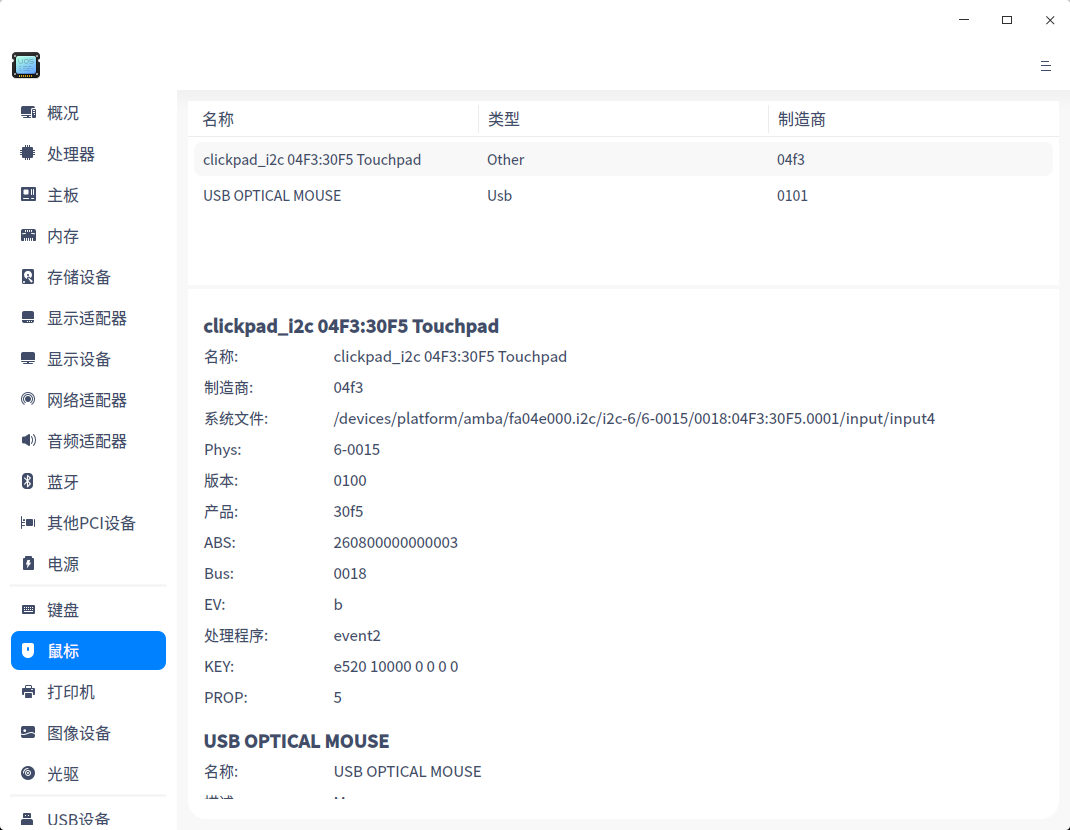 概况
处理器
主板
内存
存储设备
显示适配器
显示设备
网络适配器
音频适配器
蓝牙
其他PCI设备
电源
键盘
鼠标
打印机
图像设备
光驱
USB设备
名称 类型 制造商
clickpad_i2c 04F3:30F5 Touchpad Other 04f3
USB OPTICAL MOUSE Usb 0101
clickpad_i2c 04F3:30F5 Touchpad
名称: clickpad_i2c 04F3:30F5 Touchpad
制造商: 04f3
系统文件: /devices/platform/amba/fa04e000.i2c/i2c-6/6-0015/0018:04F3:30F5.0001/input/input4
Phys: 6-0015
版本: 0100
产品: 30f5
ABS: 260800000000003
Bus: 0018
EV: b
处理程序: event2
KEY: e520 10000 0 0 0 0
PROP: 5
USB OPTICAL MOUSE
名称: USB OPTICAL MOUSE